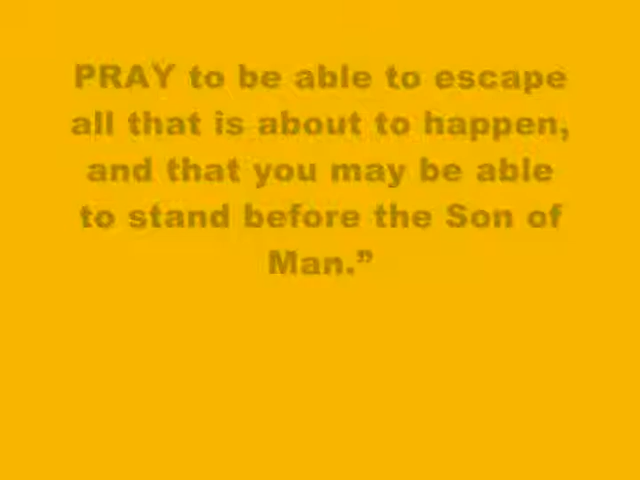 PRAY to be able to escape
all that is about to happen,
and that you may be able
to stand before the Son of
Man.”